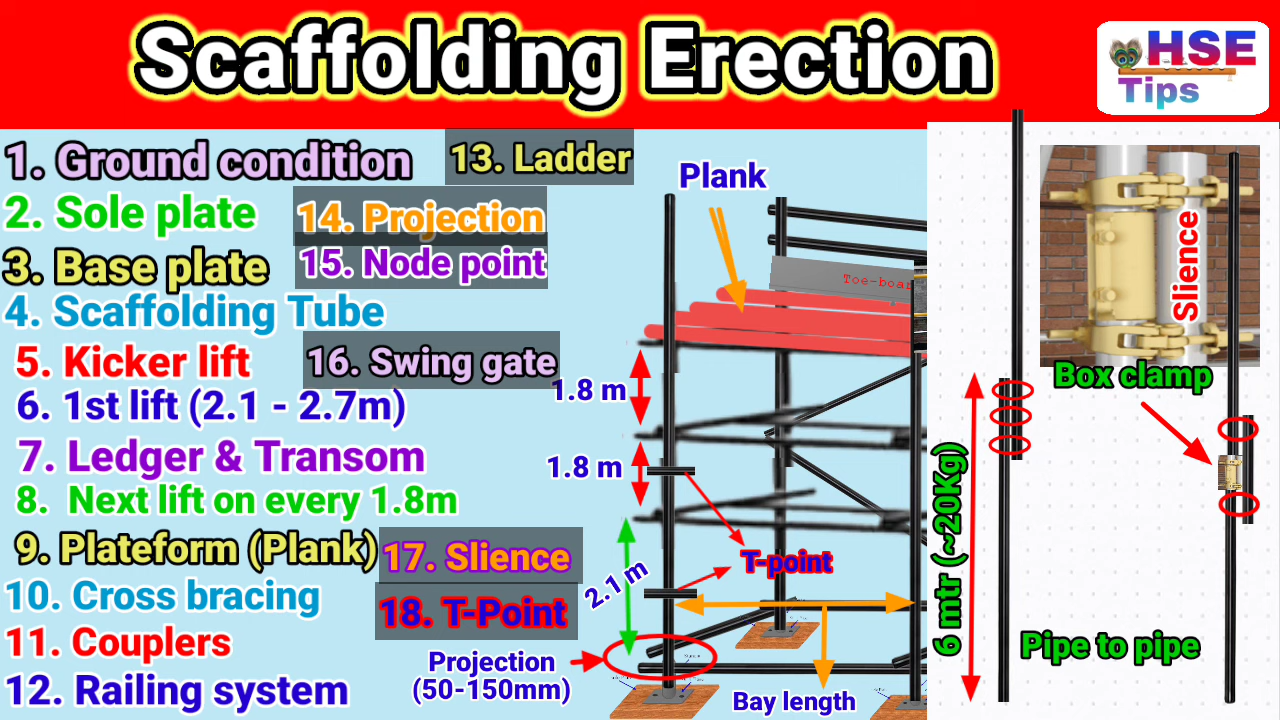 Scaffolding Erection
HSE
Tips
1. Ground condition
2. Sole plate
3. Base plate
4. Scaffolding Tube
5. Kicker lift
6. 1st lift (2.1 - 2.7m)
7. Ledger & Transom
8. Next lift on every 1.8m
9. Plateform (Plank)
10. Cross bracing
11. Couplers
12. Railing system
13. Ladder
14. Projection
15. Node point
16. Swing gate
17. Slience
18. T-Point
Plank
Toe-boar
1.8 m
1.8 m
2.1 m
T-point
Projection
(50-150mm)
Bay length
Slience
Box clamp
6 mtr (~20Kg)
Pipe to pipe